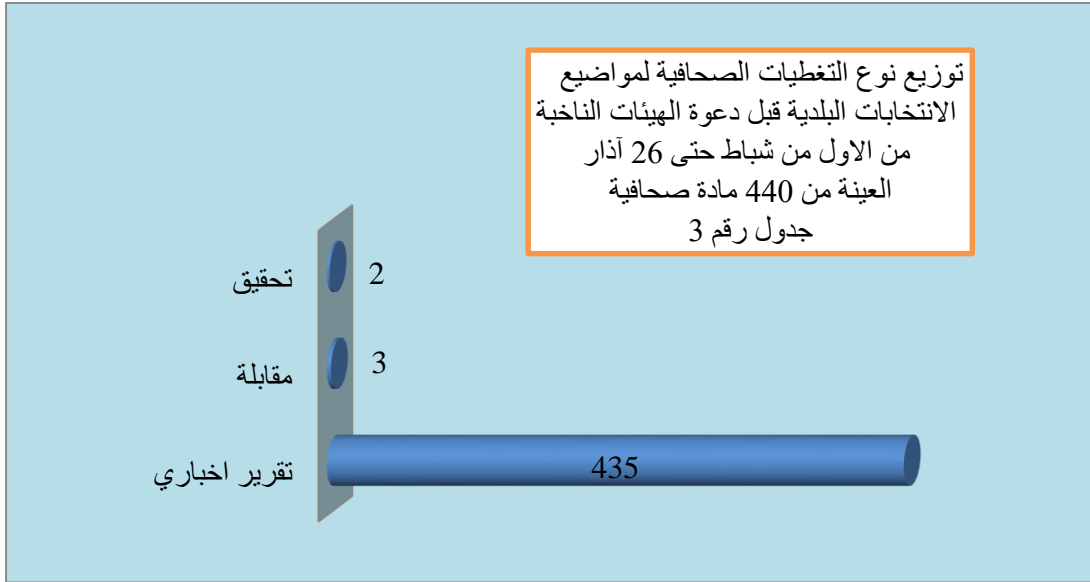 توزيع نوع التغطيات الصحافية لمواضيع
الانتخابات البلدية قبل دعوة الهيئات الناخبة
من الاول من شباط حتى 26 آذار
العينة من 440 مادة صحافية
جدول رقم 3
تحقيق 2
مقابلة 3
تقرير اخباري 435